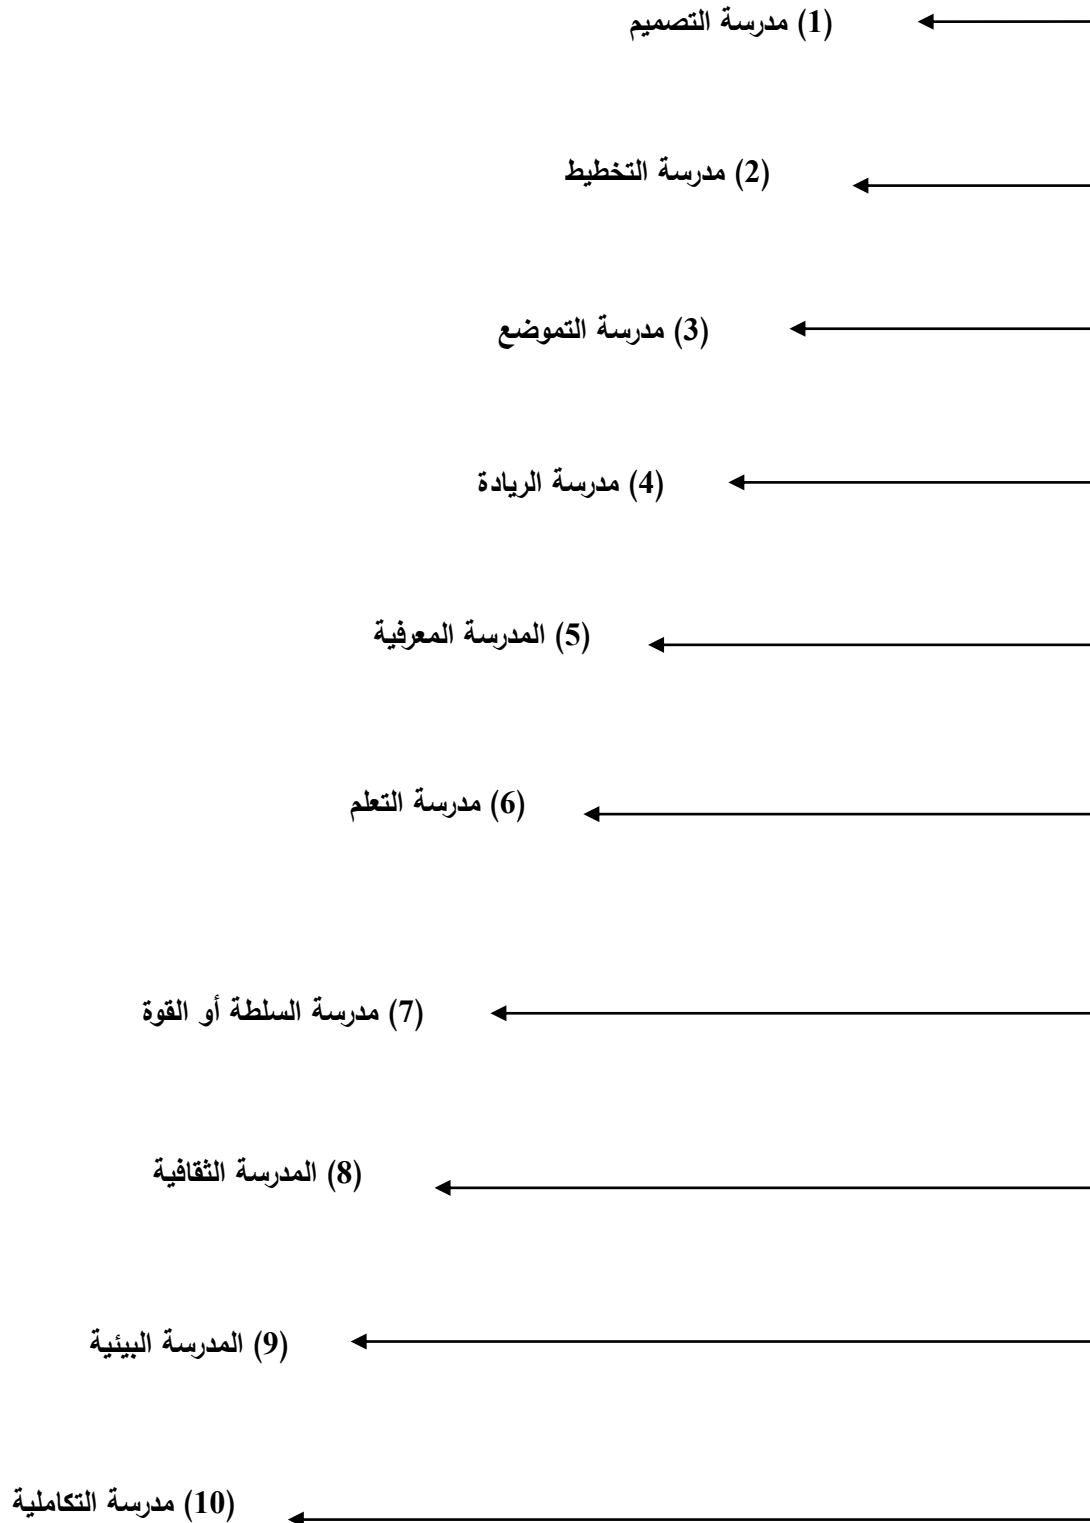 (1) مدرسة التصميم
(2) مدرسة التخطيط
(3) مدرسة التموضع
(4) مدرسة الريادة
(5) المدرسة المعرفية
(6) مدرسة التعلم
(7) مدرسة السلطة أو القوة
(8) المدرسة الثقافية
(9) المدرسة البيئية
(10) مدرسة التكاملية